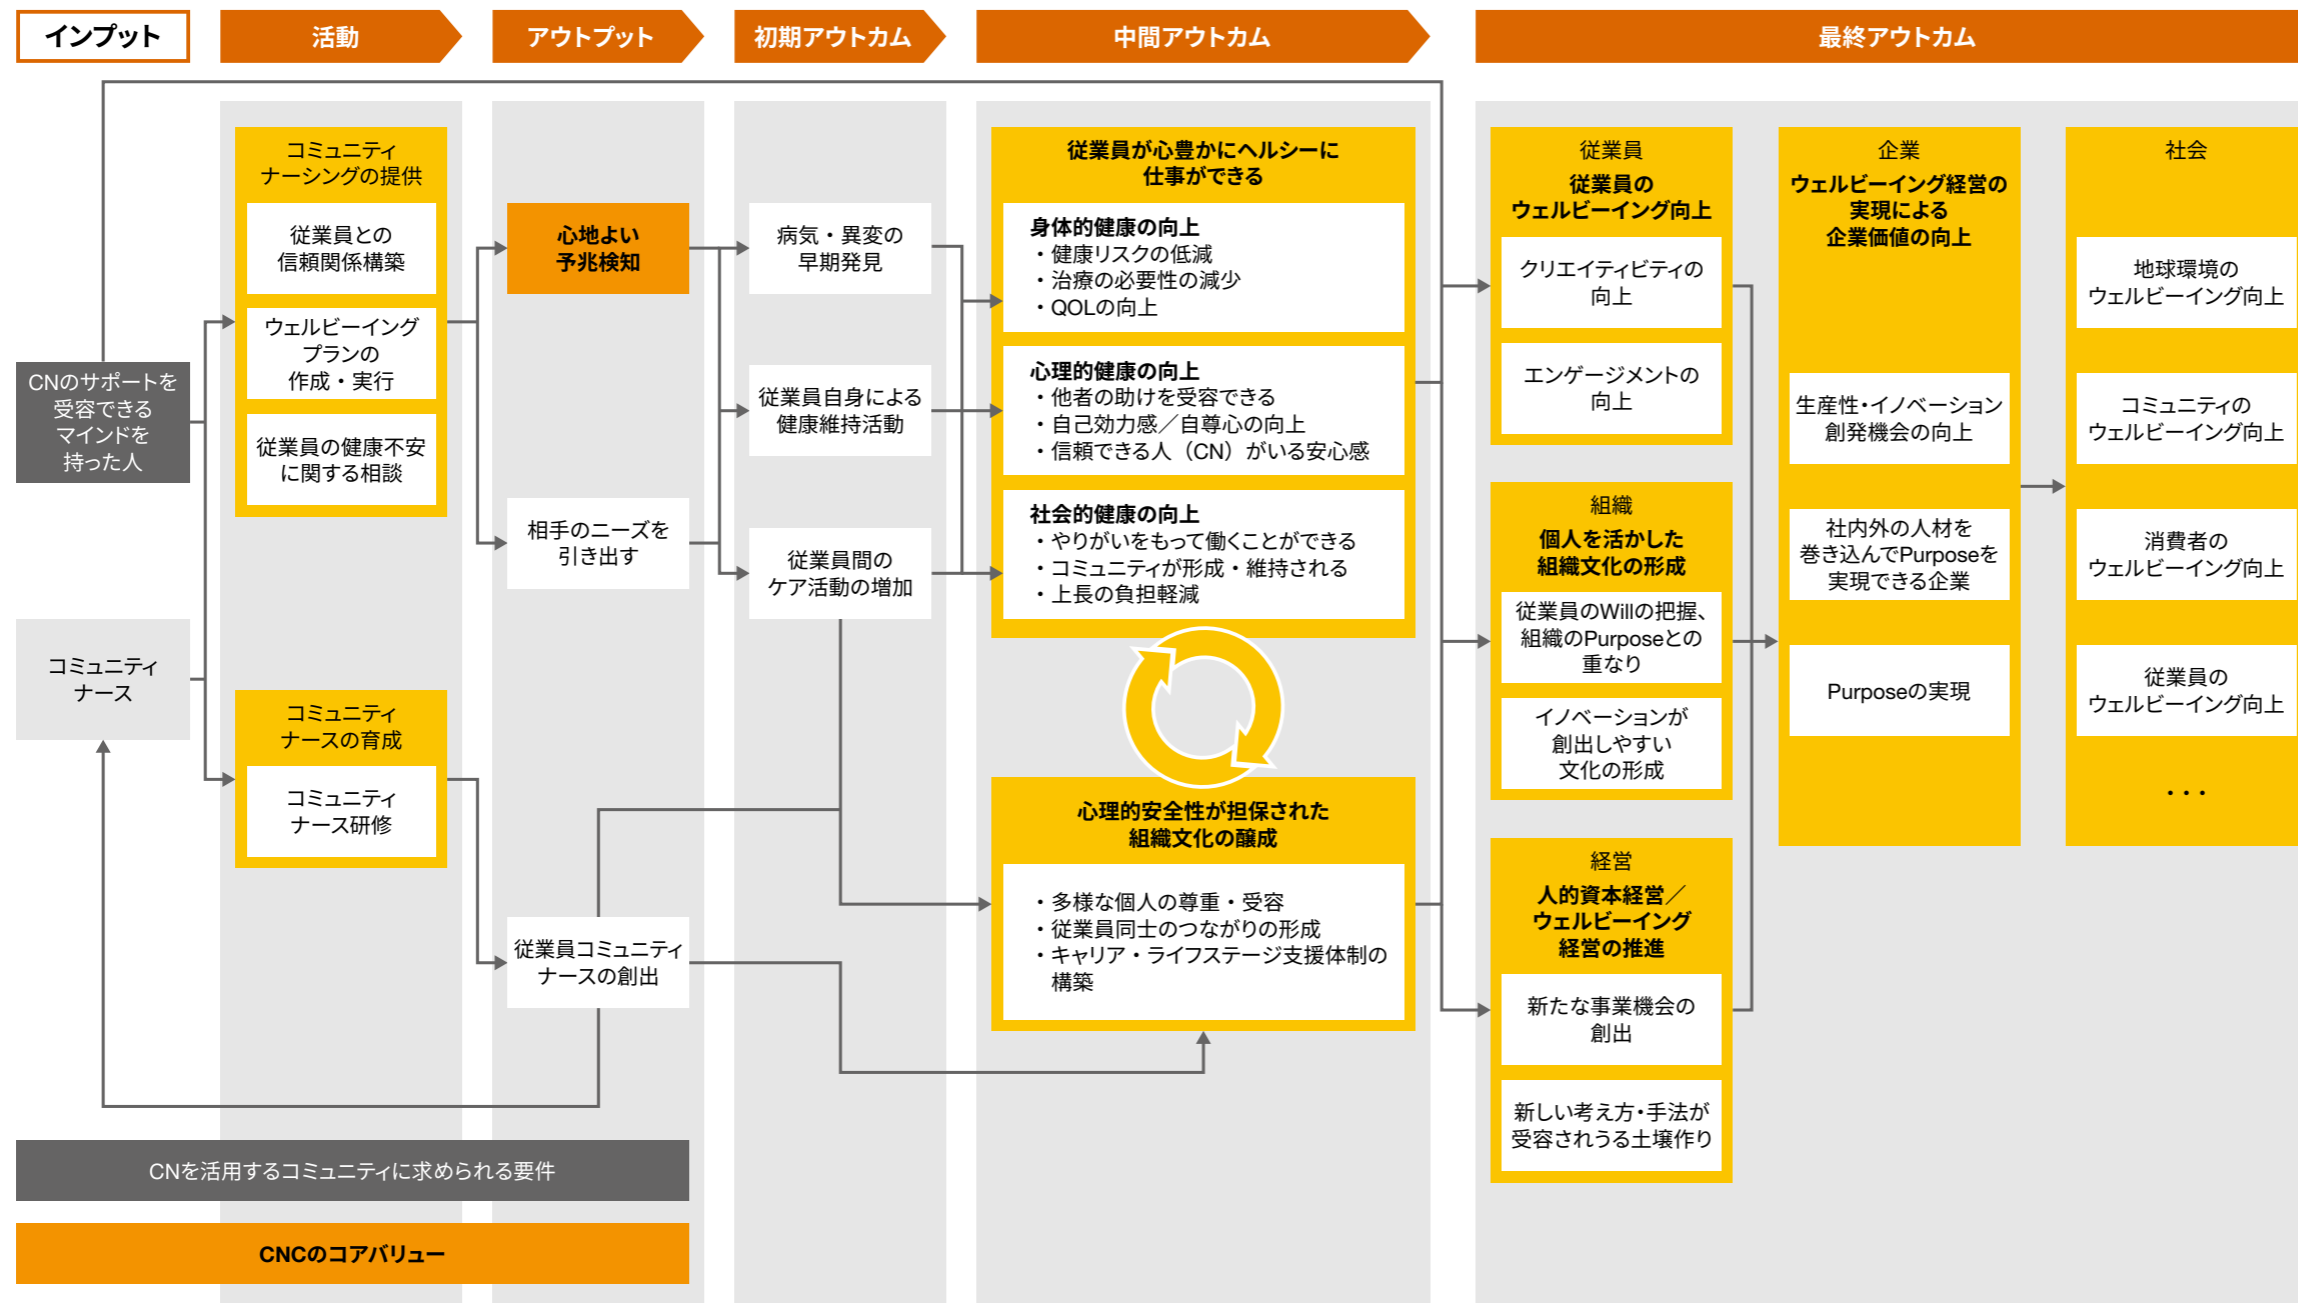 インプット
活動
アウトプット
初期アウトカム
中間アウトカム
最終アウトカム
CNのサポートを
受容できる
マインドを
持った人
コミュニティ
ナース
コミュニティ
ナーシングの提供
従業員との
信頼関係構築
ウェルビーイング
プランの
作成・実行
従業員の健康不安
に関する相談
コミュニティ
ナースの育成
コミュニティ
ナース研修
心地よい
予兆検知
相手のニーズを
引き出す
従業員コミュニティ
ナースの創出
病気・異変の
早期発見
従業員自身による
健康維持活動
従業員間の
ケア活動の増加
従業員が心豊かにヘルシーに
仕事ができる
身体的健康の向上
・健康リスクの低減
・治療の必要性の減少
・QOLの向上
心理的健康の向上
・他者の助けを受容できる
・自己効力感／自尊心の向上
・信頼できる人（CN）がいる安心感
社会的健康の向上
・やりがいをもって働くことができる
・コミュニティが形成・維持される
・上長の負担軽減
心理的安全性が担保された
組織文化の醸成
・多様な個人の尊重・受容
・従業員同士のつながりの形成
・キャリア・ライフステージ支援体制の
構築
従業員
従業員の
ウェルビーイング向上
クリエイティビティの
向上
エンゲージメントの
向上
組織
個人を活かした
組織文化の形成
従業員のWillの把握、
組織のPurposeとの
重なり
イノベーションが
創出しやすい
文化の形成
経営
人的資本経営／
ウェルビーイング
経営の推進
新たな事業機会の
創出
新しい考え方・手法が
受容されうる土壌作り
企業
ウェルビーイング経営の
実現による
企業価値の向上
生産性・イノベーション
創発機会の向上
社内外の人材を
巻き込んでPurposeを
実現できる企業
Purposeの実現
社会
地球環境の
ウェルビーイング向上
コミュニティの
ウェルビーイング向上
消費者の
ウェルビーイング向上
従業員の
ウェルビーイング向上
・・・
CNを活用するコミュニティに求められる要件
CNCのコアバリュー